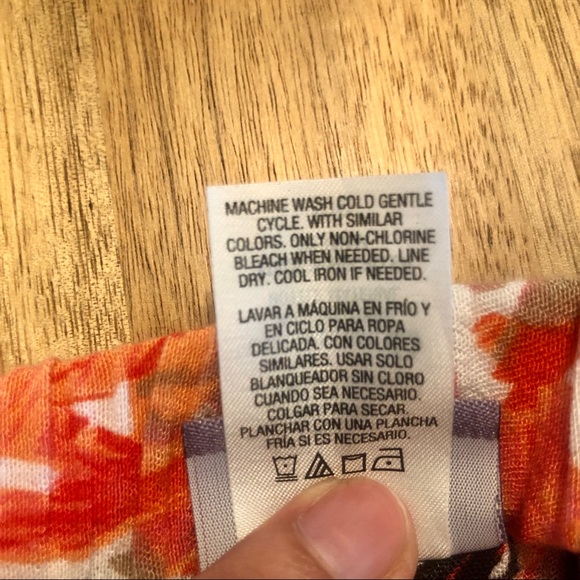 MACHINE WASH COLD GENTLE
CYCLE. WITH SIMILAR
COLORS. ONLY NON-CHLORINE
BLEACH WHEN NEEDED. LINE
DRY. COOL IRON IF NEEDED.
LAVAR A MÁQUINA EN FRÍO Y
EN CICLO PARA ROPA
DELICADA. CON COLORES
SIMILARES. USAR SOLO
BLANQUEADOR SIN CLORO
CUANDO SEA NECESARIO.
COLGAR PARA SECAR.
PLANCHAR CON UNA PLANCHA
FRÍA SI ES NECESARIO.